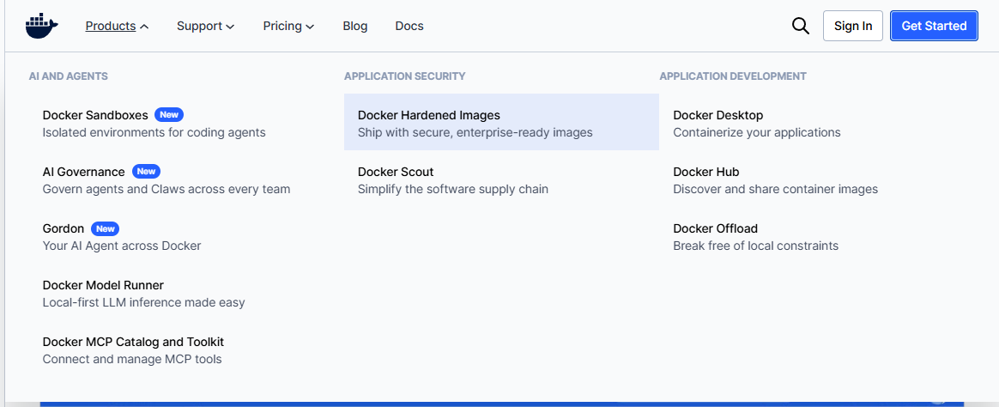 Products
Support
Pricing
Blog
Docs
Sign In
Get Started
AI AND AGENTS
Docker Sandboxes New
Isolated environments for coding agents
AI Governance New
Govern agents and Claws across every team
Gordon New
Your AI Agent across Docker
Docker Model Runner
Local-first LLM inference made easy
Docker MCP Catalog and Toolkit
Connect and manage MCP tools
APPLICATION SECURITY
Docker Hardened Images
Ship with secure, enterprise-ready images
Docker Scout
Simplify the software supply chain
APPLICATION DEVELOPMENT
Docker Desktop
Containerize your applications
Docker Hub
Discover and share container images
Docker Offload
Break free of local constraints